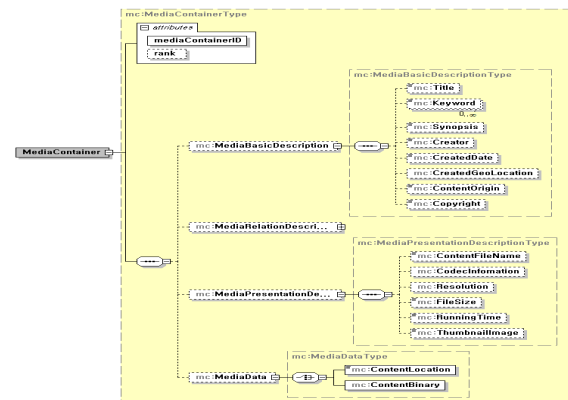 mc:MediaContainerType
attributes
mediaContainerID
rank
mc:MediaBasicDescriptionType
mc:Title
mc:Keyword
0..∞
mc:MediaBasicDescription
mc:Synopsis
mc:Creator
MediaContainer
mc:CreatedDate
mc:CreatedGeoLocation
mc:ContentOrigin
mc:Copyright
mc:MediaRelationDescri...
mc:MediaPresentationDescriptionType
mc:ContentFileName
mc:CodecInfomation
mc:Resolution
mc:MediaPresentationDe...
mc:FileSize
mc:RunningTime
mc:ThumbnailImage
mc:MediaDataType
mc:MediaData
mc:ContentLocation
mc:ContentBinary